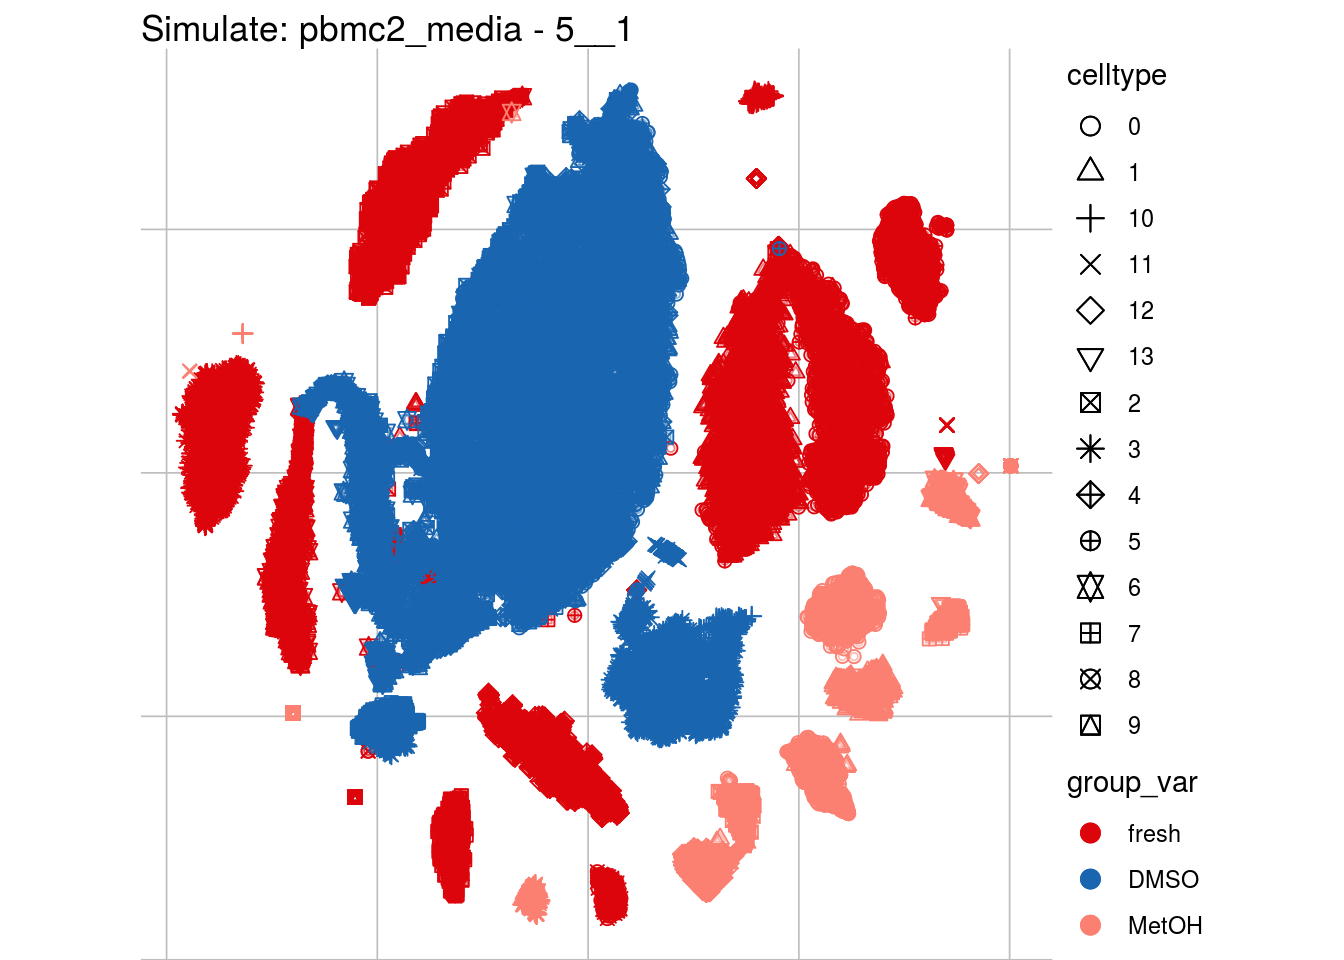 Simulate: pbmc2_media - 5__1
celltype
0
1
10
11
12
13
2
3
4
5
6
7
8
9
group_var
fresh
DMSO
MetOH